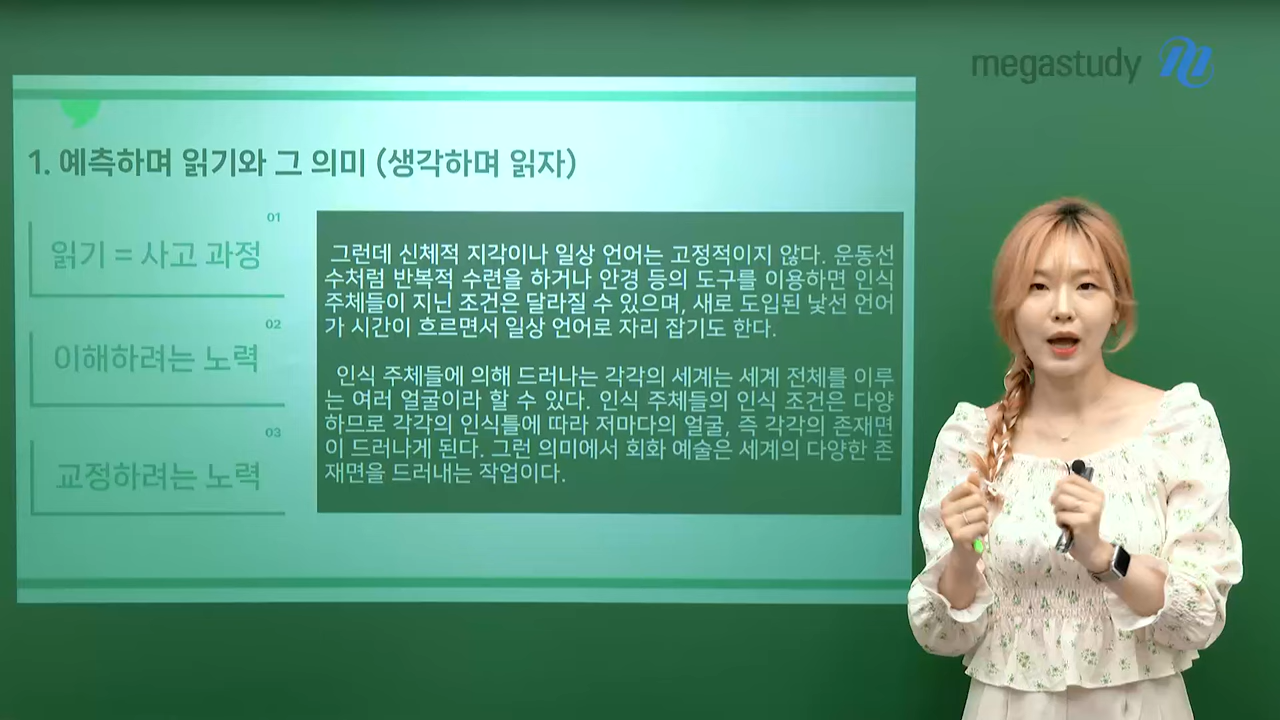 megastudy
1. 예측하며 읽기와 그 의미 (생각하며 읽자)
01
읽기 = 사고 과정
02
이해하려는 노력
03
교정하려는 노력
그런데 신체적 지각이나 일상 언어는 고정적이지 않다. 운동선
수처럼 반복적 수련을 하거나 안경 등의 도구를 이용하면 인식
주체들이 지닌 조건은 달라질 수 있으며, 새로 도입된 낯선 언어
가 시간이 흐르면서 일상 언어로 자리 잡기도 한다.
인식 주체들에 의해 드러나는 각각의 세계는 세계 전체를 이루
는 여러 얼굴이라 할 수 있다. 인식 주체들의 인식 조건은 다양
하므로 각각의 인식틀에 따라 저마다의 얼굴, 즉 각각의 존재면
이 드러나게 된다. 그런 의미에서 회화 예술은 세계의 다양한 존
재면을 드러내는 작업이다.